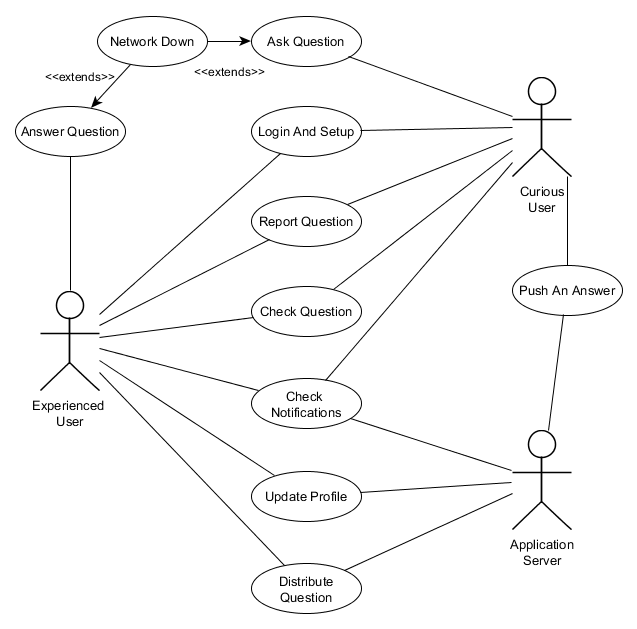 Network Down
Ask Question
<<extends>>
<<extends>>
Answer Question
Login And Setup
Curious
User
Report Question
Push An Answer
Check Question
Experienced
User
Check
Notifications
Update Profile
Application
Server
Distribute
Question